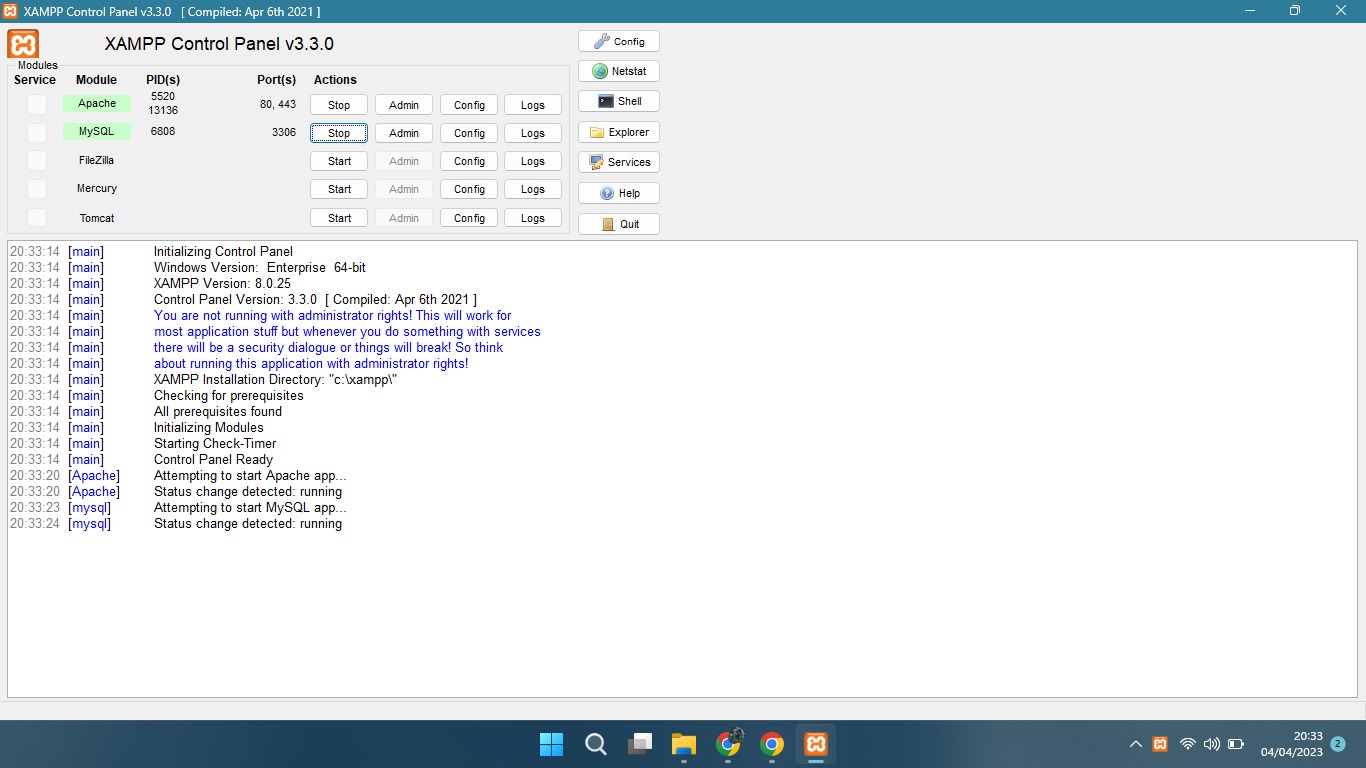 XAMPP Control Panel v3.3.0   [ Compiled: Apr 6th 2021 ]
XAMPP Control Panel v3.3.0
Config
Modules
Service Module PID(s) Port(s) Actions
Netstat
Apache 5520 80, 443 Stop Admin Config Logs
13136
Shell
MySQL 6808 3306 Stop Admin Config Logs
Explorer
FileZilla Start Admin Config Logs
Services
Mercury Start Admin Config Logs
Help
Tomcat Start Admin Config Logs
Quit
20:33:14 [main] Initializing Control Panel
20:33:14 [main] Windows Version:  Enterprise  64-bit
20:33:14 [main] XAMPP Version: 8.0.25
20:33:14 [main] Control Panel Version: 3.3.0  [ Compiled: Apr 6th 2021 ]
20:33:14 [main] You are not running with administrator rights! This will work for
20:33:14 [main] most application stuff but whenever you do something with services
20:33:14 [main] there will be a security dialogue or things will break! So think
20:33:14 [main] about running this application with administrator rights!
20:33:14 [main] XAMPP Installation Directory: "c:\xampp\"
20:33:14 [main] Checking for prerequisites
20:33:14 [main] All prerequisites found
20:33:14 [main] Initializing Modules
20:33:14 [main] Starting Check-Timer
20:33:14 [main] Control Panel Ready
20:33:20 [Apache] Attempting to start Apache app...
20:33:20 [Apache] Status change detected: running
20:33:23 [mysql] Attempting to start MySQL app...
20:33:24 [mysql] Status change detected: running
20:33
04/04/2023
2